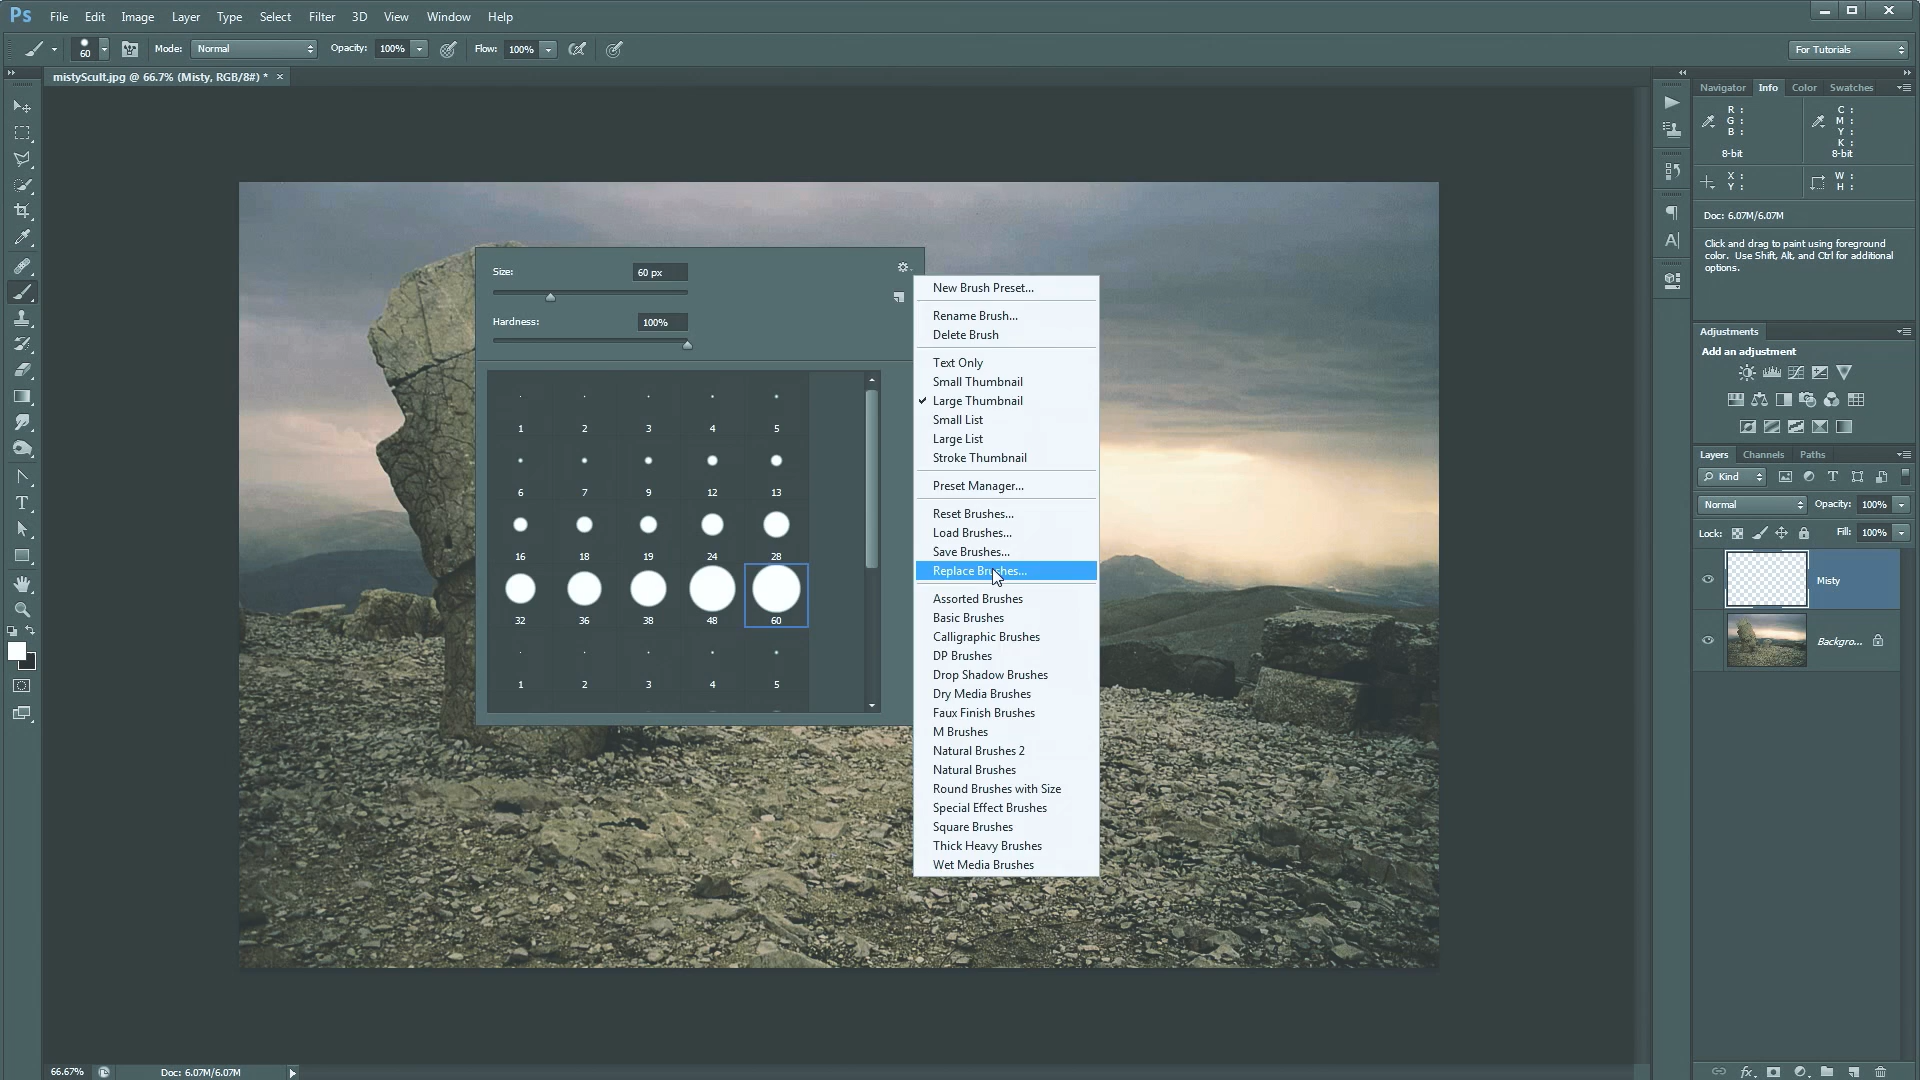 Ps File Edit Image Layer Type Select Filter 3D View Window Help
60 Mode: Normal Opacity: 100% Flow: 100% For Tutorials
mistyScult.jpg @ 66.7% (Misty, RGB/8#) * ×
Size: 60 px
Hardness: 100%
1 2 3 4 5
6 7 9 12 13
16 18 19 24 28
32 36 38 48 60
1 2 3 4 5
New Brush Preset...
Rename Brush...
Delete Brush
Text Only
Small Thumbnail
Large Thumbnail
Small List
Large List
Stroke Thumbnail
Preset Manager...
Reset Brushes...
Load Brushes...
Save Brushes...
Replace Brushes...
Assorted Brushes
Basic Brushes
Calligraphic Brushes
DP Brushes
Drop Shadow Brushes
Dry Media Brushes
Faux Finish Brushes
M Brushes
Natural Brushes 2
Natural Brushes
Round Brushes with Size
Special Effect Brushes
Square Brushes
Thick Heavy Brushes
Wet Media Brushes
Navigator Info Color Swatches
R : C :
G : M :
B : Y :
K :
8-bit 8-bit
X : W :
Y : H :
Doc: 6.07M/6.07M
Click and drag to paint using foreground
color. Use Shift, Alt, and Ctrl for additional
options.
Adjustments
Add an adjustment
Layers Channels Paths
Kind
Normal Opacity: 100%
Lock: Fill: 100%
Misty
Backgro...
66.67% Doc: 6.07M/6.07M